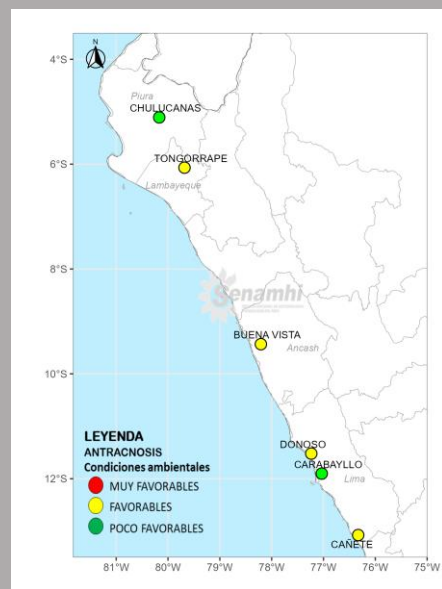 N
4°S
Piura
CHULUCANAS
TONGORRAPE
6°S
Lambayeque
8°S
Senamhi
BUENA VISTA
Ancash
10°S
DONOSO
LEYENDA
CARABAYLLO
ANTRACNOSIS
12°S
Lima
Condiciones ambientales
MUY FAVORABLES
FAVORABLES
POCO FAVORABLES
CAÑETE
81°W 80°W 79°W 78°W 77°W 76°W 75°W